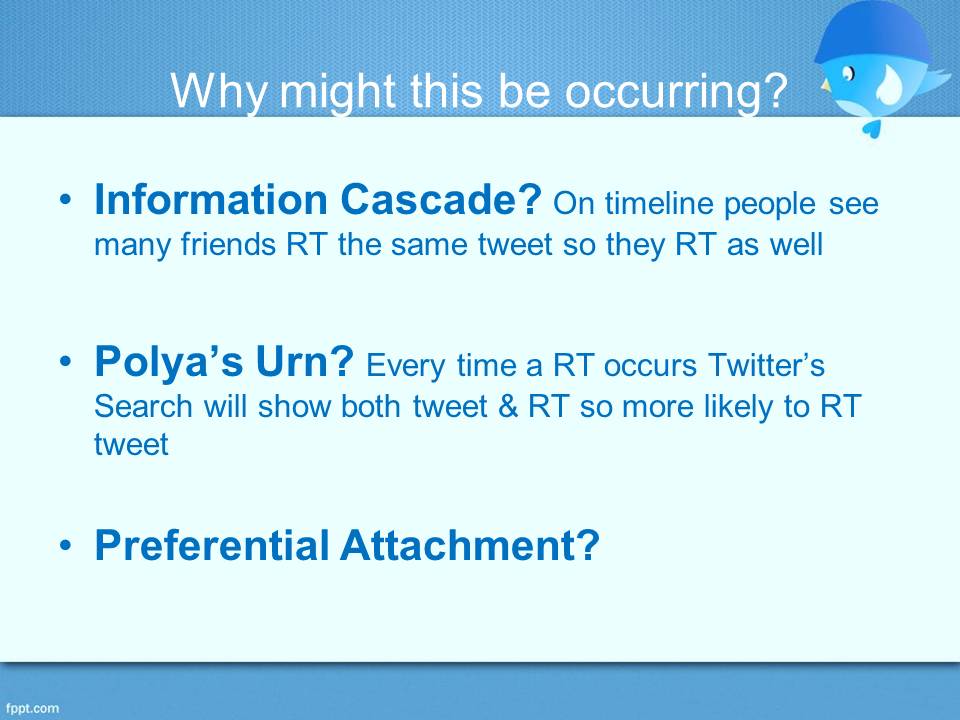 Why might this be occurring?
• Information Cascade? On timeline people see
many friends RT the same tweet so they RT as well
• Polya’s Urn? Every time a RT occurs Twitter’s
Search will show both tweet & RT so more likely to RT
tweet
• Preferential Attachment?
fppt.com